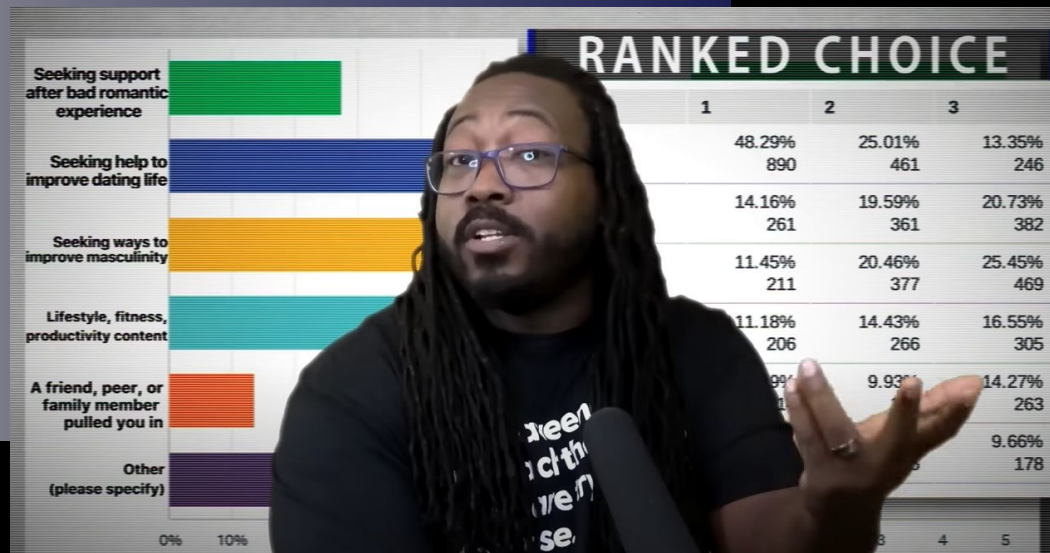 Seeking support
after bad romantic
experience
Seeking help to
improve dating life
Seeking ways to
improve masculinity
Lifestyle, fitness,
productivity content
A friend, peer, or
family member
pulled you in
Other
(please specify)
0% 10%
RANKED CHOICE
1 2 3
48.29% 25.01% 13.35%
890 461 246
14.16% 19.59% 20.73%
261 361 382
11.45% 20.46% 25.45%
211 377 469
11.18% 14.43% 16.55%
206 266 305
9.93% 14.27%
263
9.66%
178
4 5